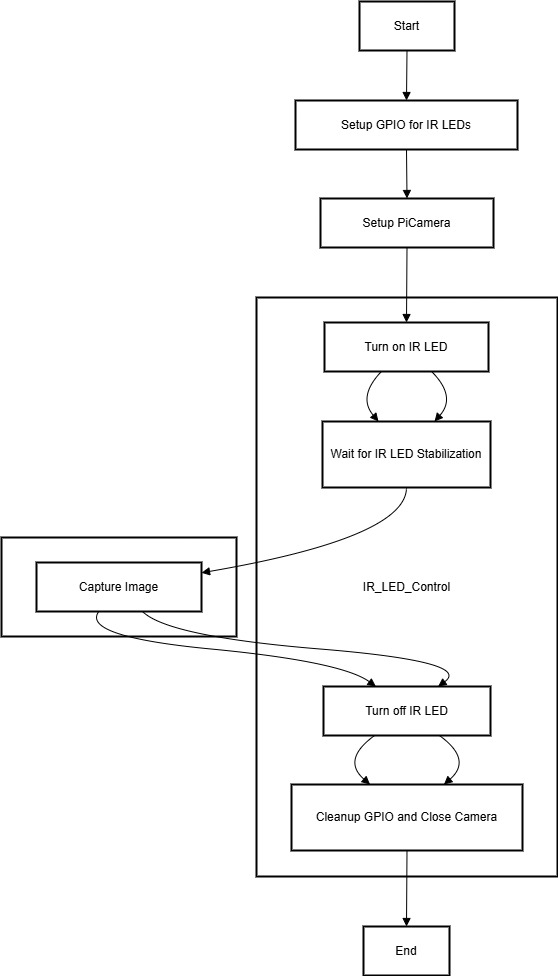 Start
Setup GPIO for IR LEDs
Setup PiCamera
Turn on IR LED
Wait for IR LED Stabilization
Capture Image
IR_LED_Control
Turn off IR LED
Cleanup GPIO and Close Camera
End